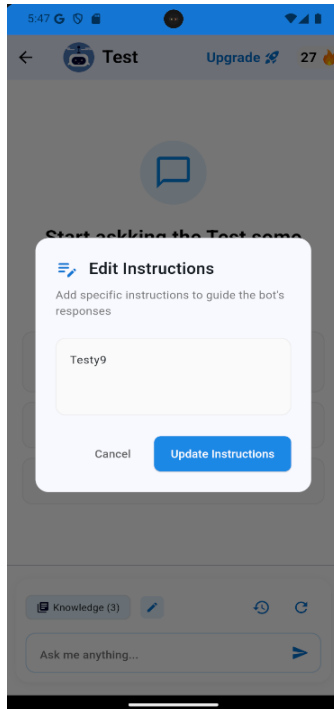 5:47 G
Test
Upgrade
27
Start askking the Test some
Edit Instructions
Add specific instructions to guide the bot's
responses
Testy9
Cancel
Update Instructions
Knowledge (3)
Ask me anything...